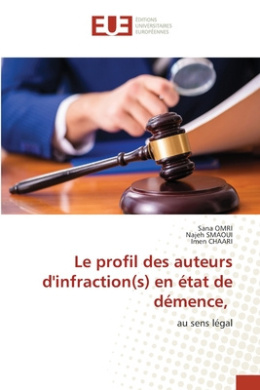 EUE
ÉDITIONS
UNIVERSITAIRES
EUROPÉENNES
Sana OMRI
Najeh SMAOUI
Imen CHAARI
Le profil des auteurs
d'infraction(s) en état de
démence,
au sens légal